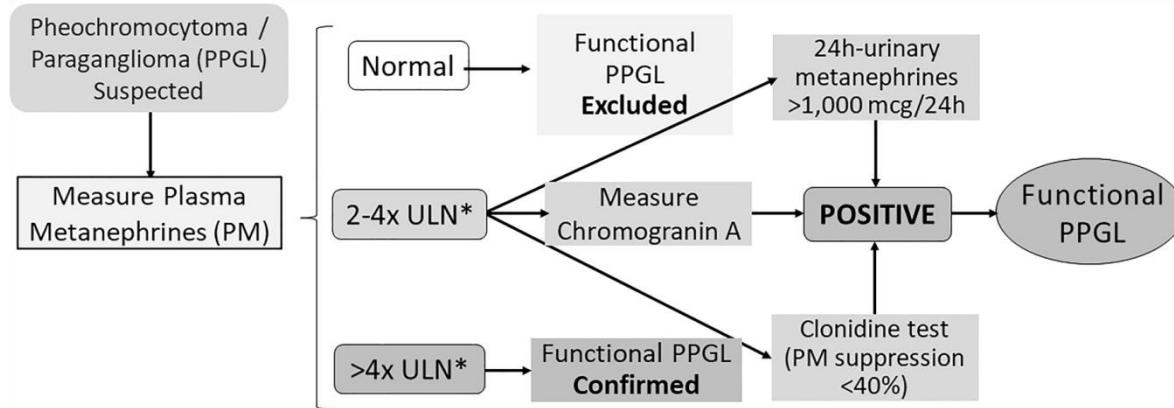 Pheochromocytoma /
Paraganglioma (PPGL)
Suspected
Measure Plasma
Metanephrines (PM)
Normal
Functional
PPGL
Excluded
2-4x ULN*
Measure
Chromogranin A
>4x ULN*
Functional PPGL
Confirmed
24h-urinary
metanephrines
>1,000 mcg/24h
POSITIVE
Clonidine test
(PM suppression
<40%)
Functional
PPGL